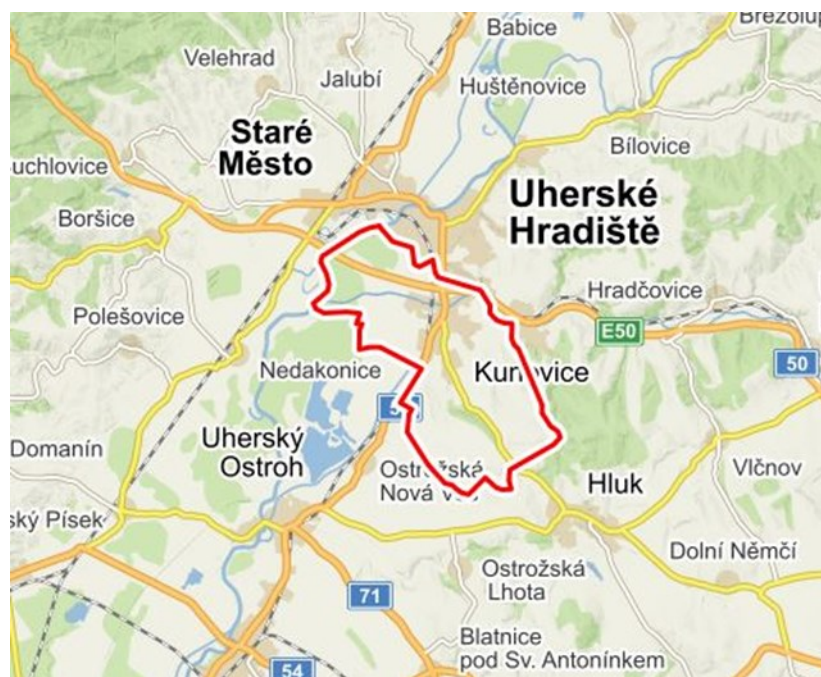 Březolup
Babice
Velehrad
Jalubí
Huštěnovice
Staré
Město
Bílovice
uchlovice
Uherské
Hradiště
Boršice
Hradčovice
Polešovice
E50
50
Nedakonice
Kunovice
Uherský
Ostroh
Domanín
Ostrožská
Nová Ves
Vlčnov
Hluk
ský Písek
Dolní Němčí
Ostrožská
Lhota
71
Blatnice
pod Sv. Antonínkem
54